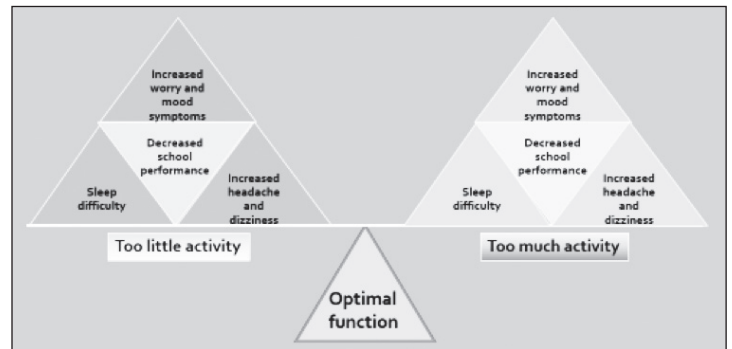 Increased
worry and
mood
symptoms
Decreased
school
performance
Sleep
difficulty
Increased
headache
and
dizziness
Too little activity
Increased
worry and
mood
symptoms
Decreased
school
performance
Sleep
difficulty
Increased
headache
and
dizziness
Too much activity
Optimal
function